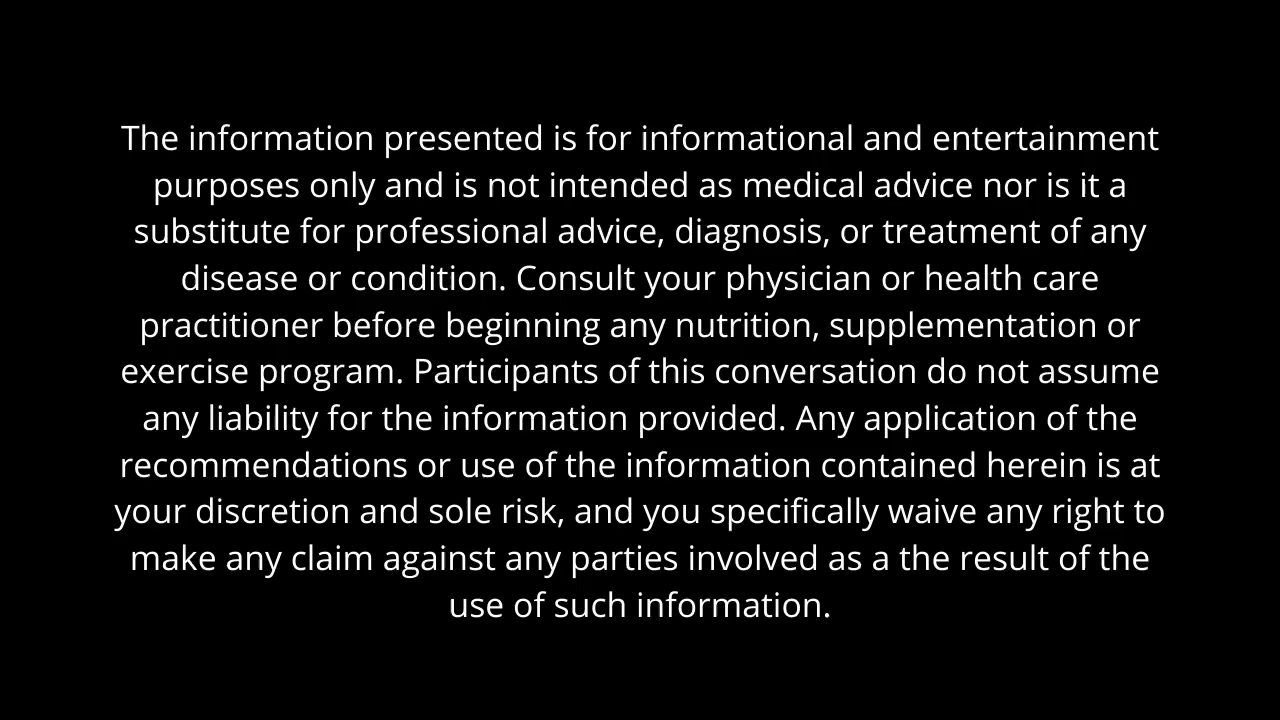 The information presented is for informational and entertainment
purposes only and is not intended as medical advice nor is it a
substitute for professional advice, diagnosis, or treatment of any
disease or condition. Consult your physician or health care
practitioner before beginning any nutrition, supplementation or
exercise program. Participants of this conversation do not assume
any liability for the information provided. Any application of the
recommendations or use of the information contained herein is at
your discretion and sole risk, and you specifically waive any right to
make any claim against any parties involved as a the result of the
use of such information.